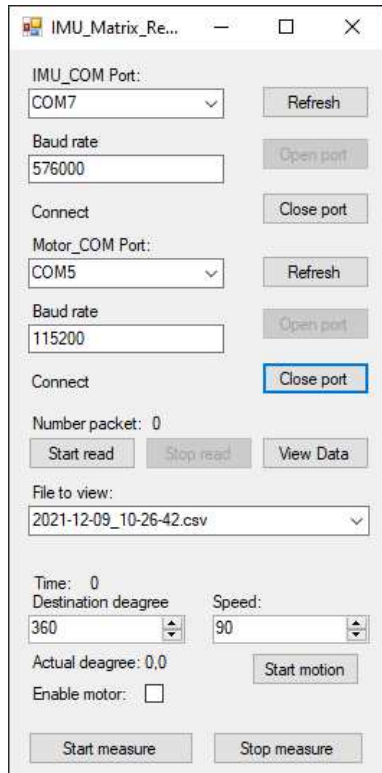 IMU_Matrix_Re...
IMU_COM Port:
COM7 Refresh
Baud rate
576000 Open port
Connect Close port
Motor_COM Port:
COM5 Refresh
Baud rate
115200 Open port
Connect Close port
Number packet: 0
Start read Stop read View Data
File to view:
2021-12-09_10-26-42.csv
Time: 0
Destination deagree Speed:
360 90
Actual deagree: 0,0 Start motion
Enable motor:
Start measure Stop measure